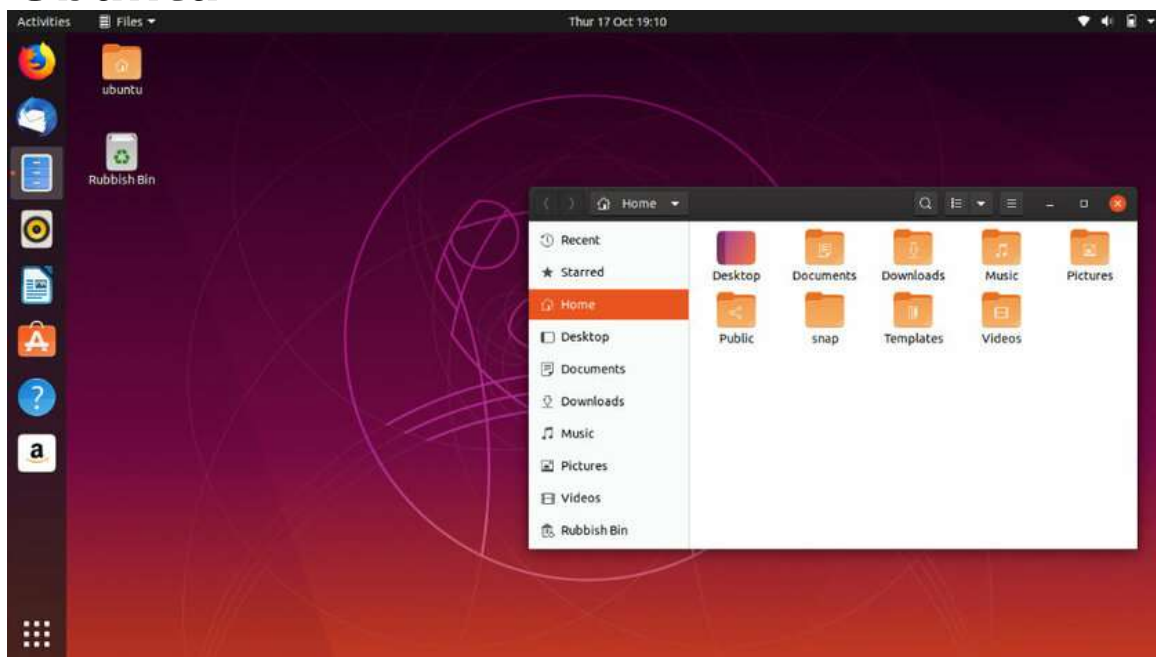 Activities Files Thur 17 Oct 19:10
ubuntu
Rubbish Bin
Home
Recent
Starred
Home
Desktop
Documents
Downloads
Music
Pictures
Videos
Rubbish Bin
Desktop Documents Downloads Music Pictures
Public snap Templates Videos
A
?
a